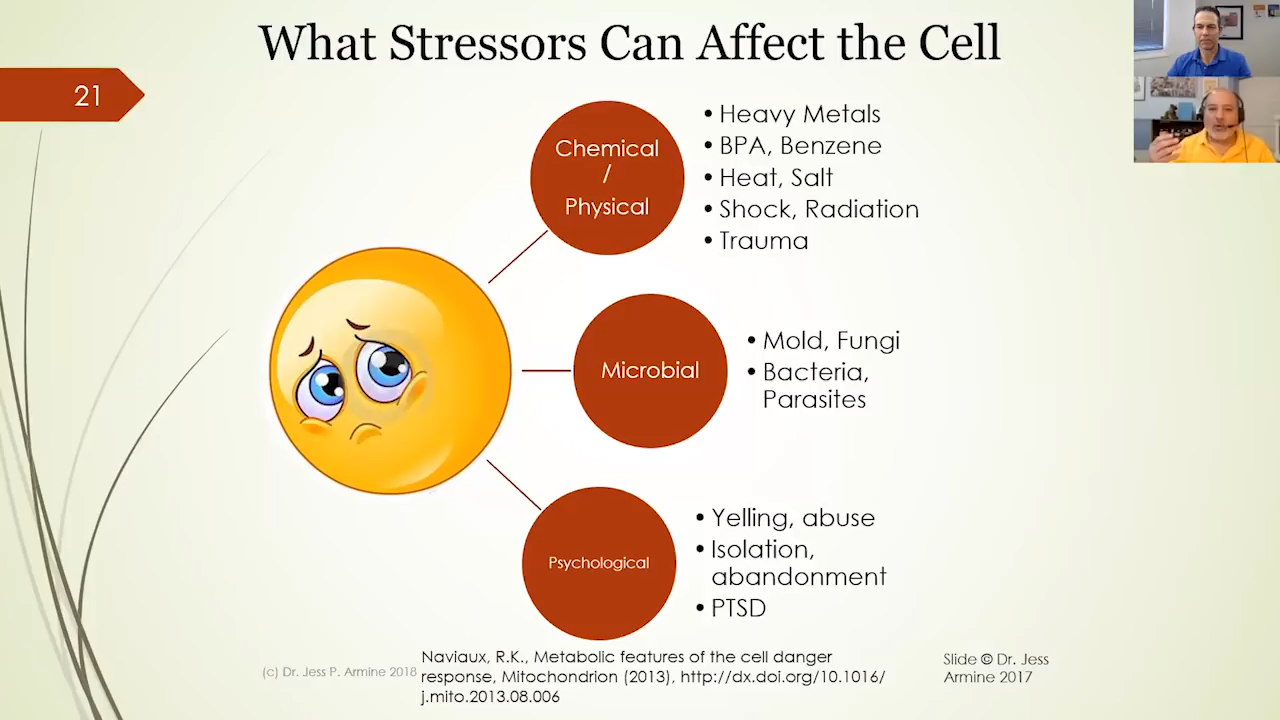 What Stressors Can Affect the Cell
21
Chemical
/
Physical
• Heavy Metals
• BPA, Benzene
• Heat, Salt
• Shock, Radiation
• Trauma
Microbial
• Mold, Fungi
• Bacteria,
Parasites
Psychological
• Yelling, abuse
• Isolation,
abandonment
• PTSD
(c) Dr. Jess P. Armine 2018
Naviaux, R.K., Metabolic features of the cell danger
response, Mitochondrion (2013), http://dx.doi.org/10.1016/
j.mito.2013.08.006
Slide © Dr. Jess
Armine 2017